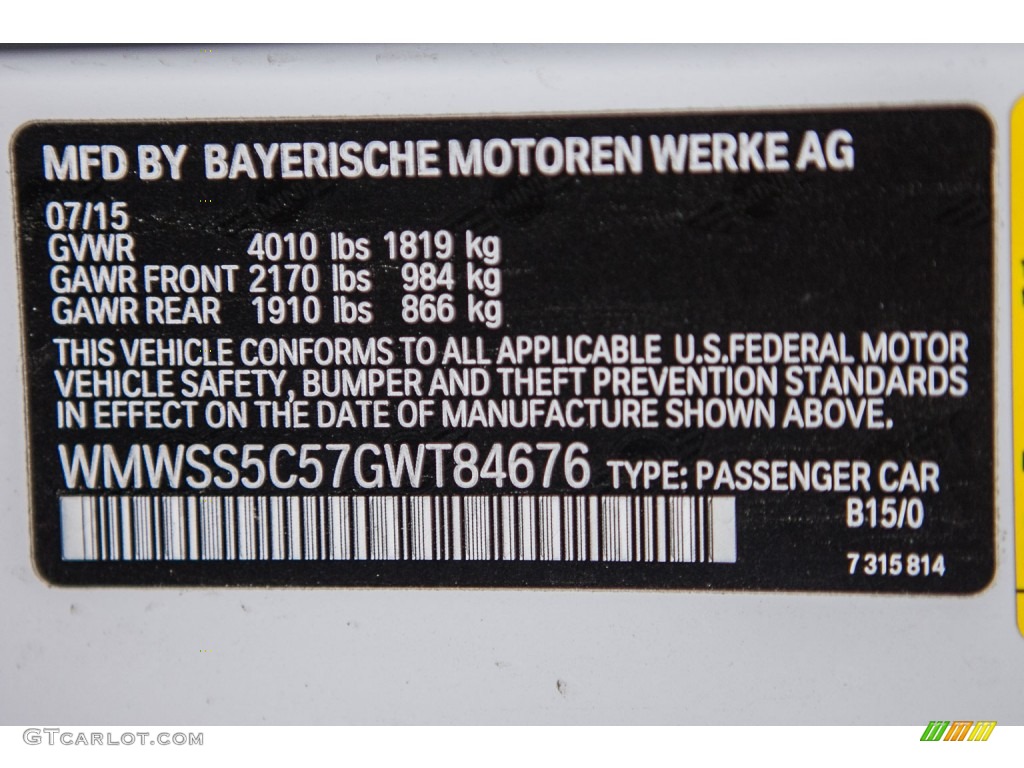 MFD BY BAYERISCHE MOTOREN WERKE AG
07/15
GVWR 4010 lbs 1819 kg
GAWR FRONT 2170 lbs 984 kg
GAWR REAR 1910 lbs 866 kg
THIS VEHICLE CONFORMS TO ALL APPLICABLE U.S.FEDERAL MOTOR
VEHICLE SAFETY, BUMPER AND THEFT PREVENTION STANDARDS
IN EFFECT ON THE DATE OF MANUFACTURE SHOWN ABOVE.
WMWSS5C57GWT84676 TYPE: PASSENGER CAR
B15/0
7 315 814
GTCARLOT.COM